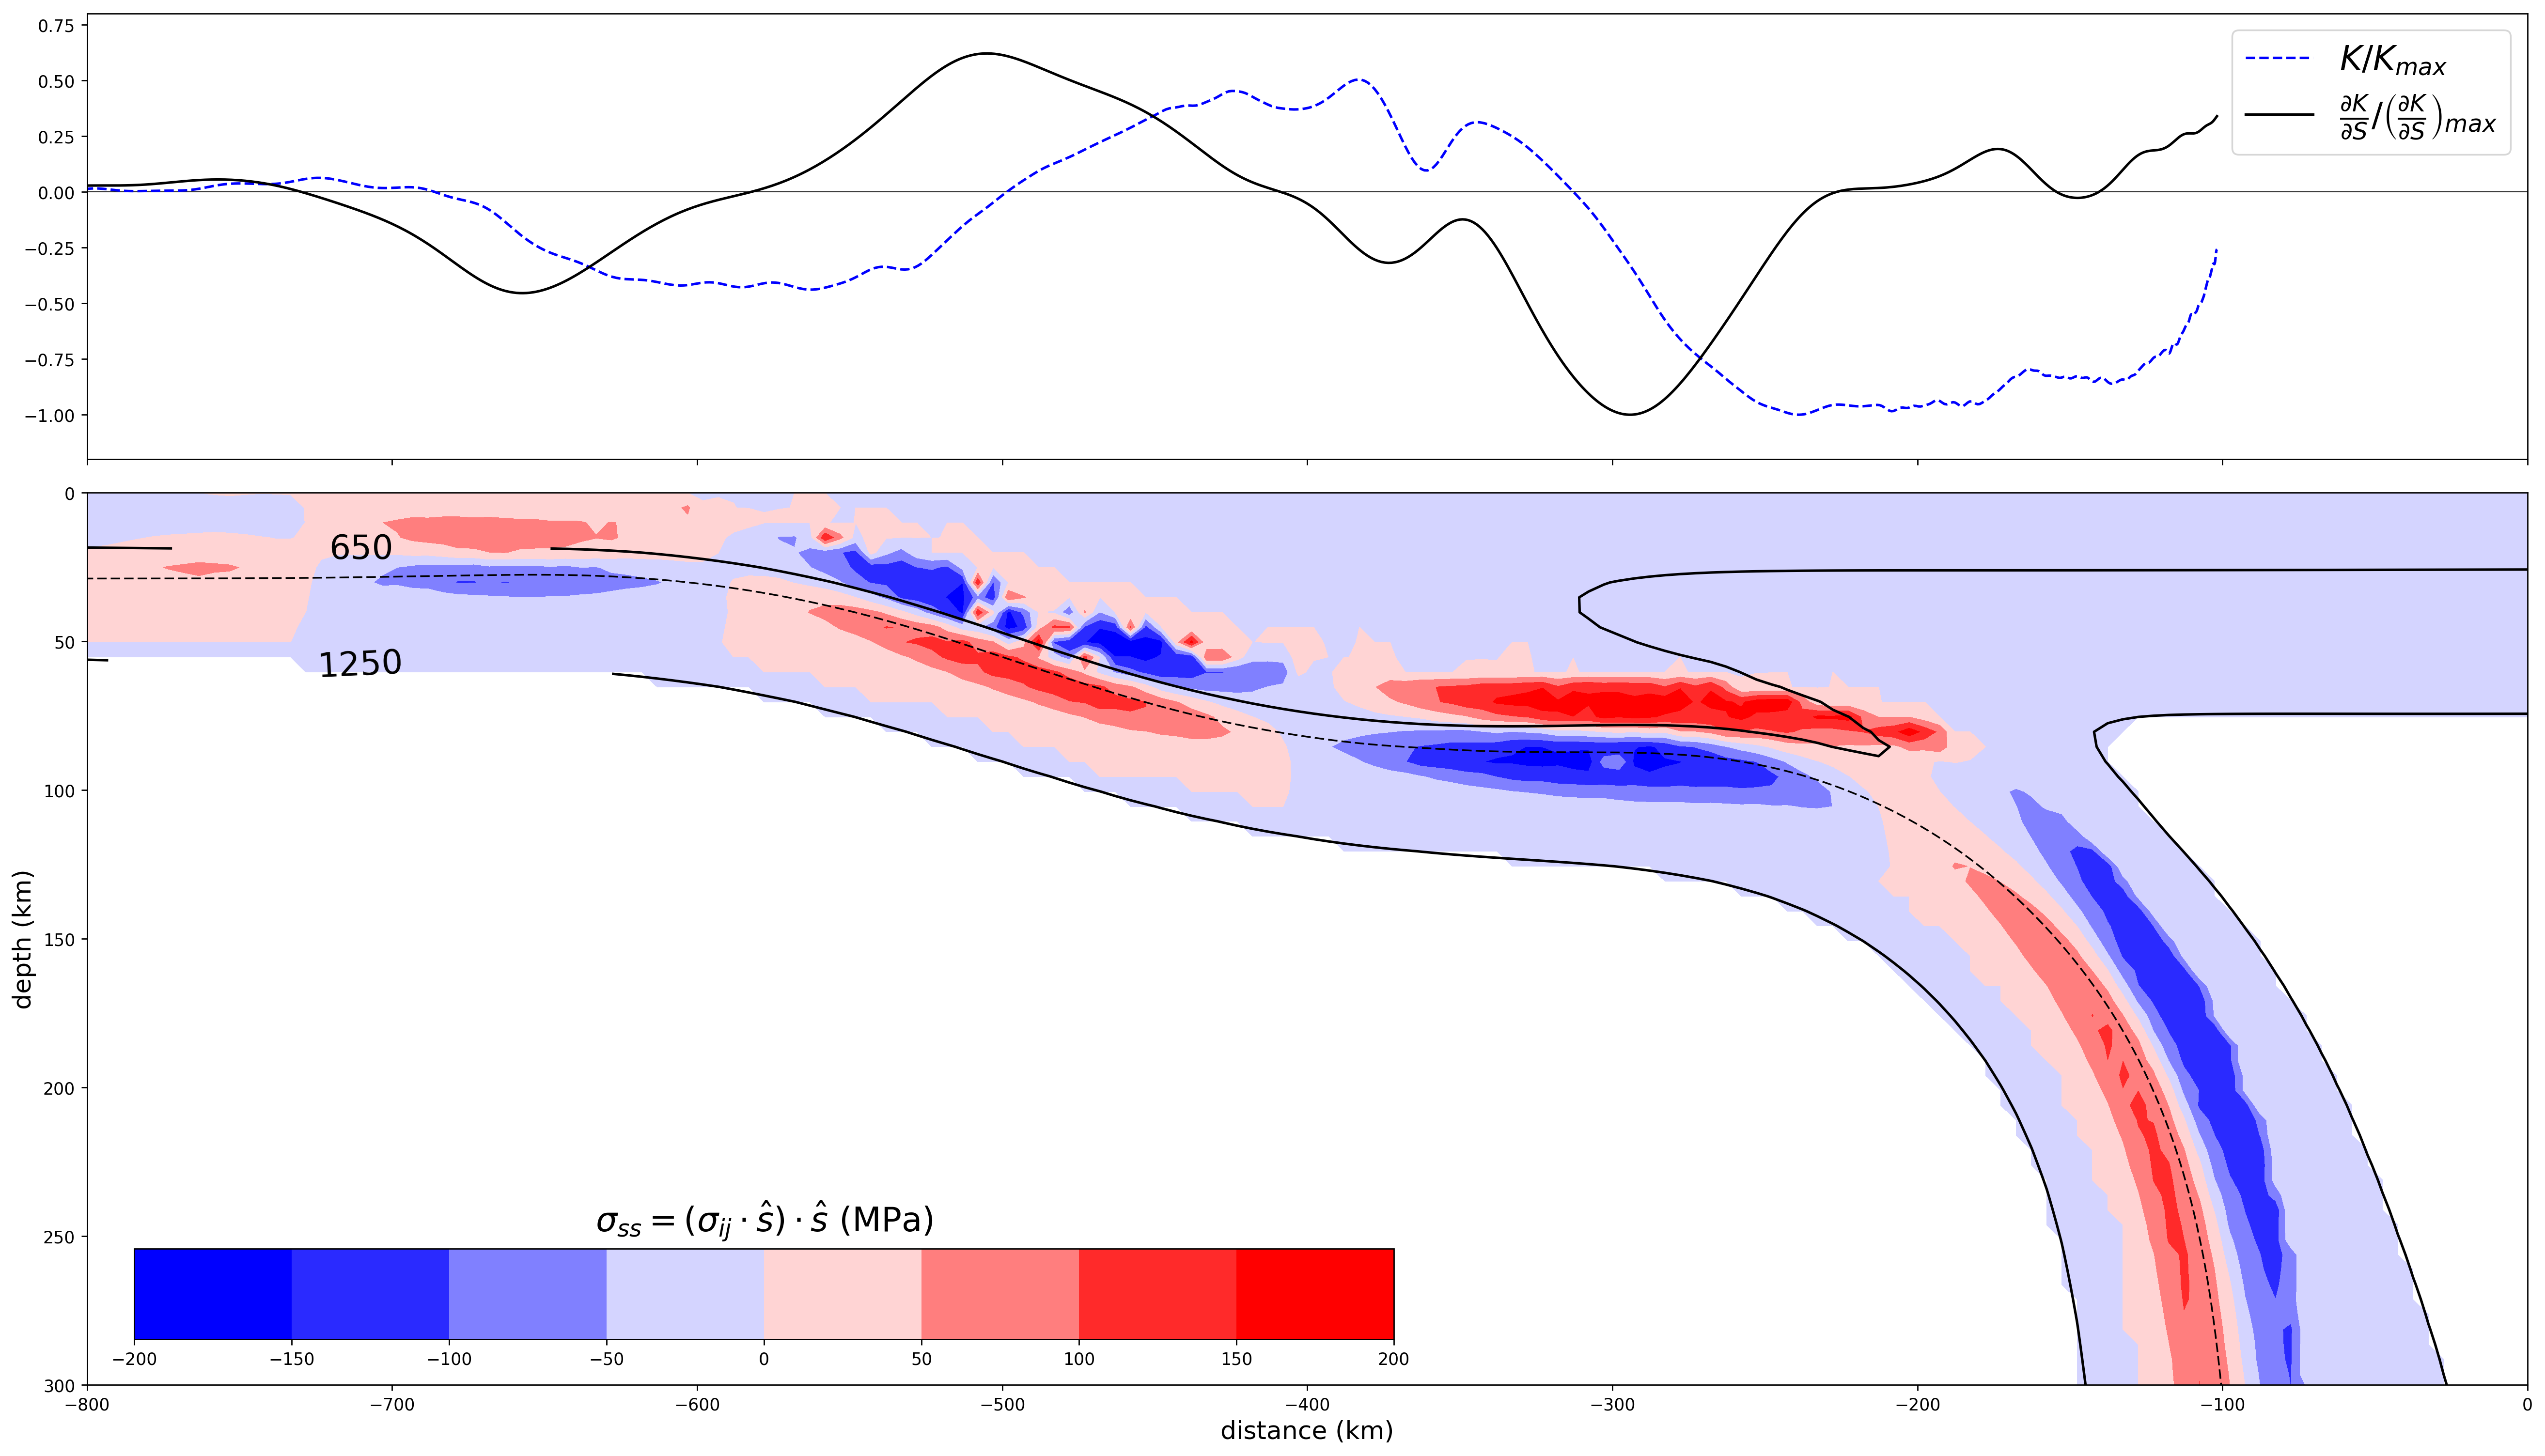 0.75
0.50
0.25
0.00
−0.25
−0.50
−0.75
−1.00
K/K_max
∂K/∂S/(∂K/∂S)_max
0
50
100
150
200
250
300
650
1250
depth (km)
σ_ss = (σ_ij · ŝ) · ŝ (MPa)
−200 −150 −100 −50 0 50 100 150 200
−800 −700 −600 −500 −400 −300 −200 −100 0
distance (km)